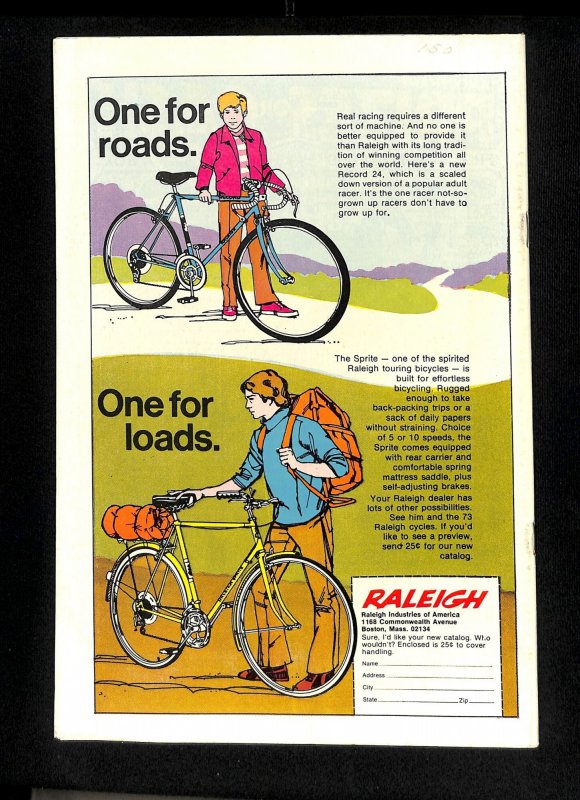 150
One for
roads.
Real racing requires a different
sort of machine. And no one is
better equipped to provide it
than Raleigh with its long tradi-
tion of winning competition all
over the world. Here's a new
Record 24, which is a scaled
down version of a popular adult
racer. It's the one racer not-so-
grown up racers don't have to
grow up for.
The Sprite — one of the spirited
Raleigh touring bicycles — is
built for effortless
bicycling. Rugged
enough to take
back-packing trips or a
sack of daily papers
without straining. Choice
of 5 or 10 speeds, the
Sprite comes equipped
with rear carrier and
comfortable spring
mattress saddle, plus
self-adjusting brakes.
Your Raleigh dealer has
lots of other possibilities.
See him and the 73
Raleigh cycles. If you'd
like to see a preview,
send 25¢ for our new
catalog.
One for
loads.
RALEIGH
Raleigh Industries of America
1168 Commonwealth Avenue
Boston, Mass. 02134
Sure, I'd like your new catalog. Who
wouldn't? Enclosed is 25¢ to cover
handling.
Name
Address
City
State Zip